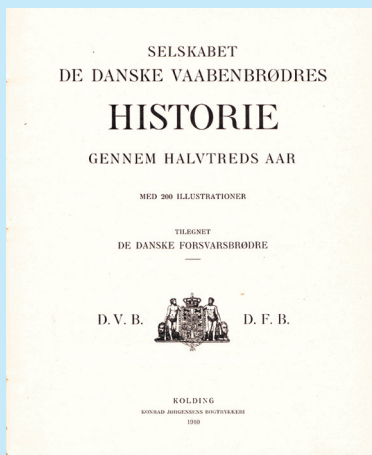 SELSKABET
DE DANSKE VAABENBRØDRES
HISTORIE
GENNEM HALVTREDS AAR
MED 200 ILLUSTRATIONER
TILEGNET
DE DANSKE FORSVARSBRØDRE
D. V. B. D. F. B.
KOLDING
KONRAD JØRGENSENS BOGTRYKKERI
1910